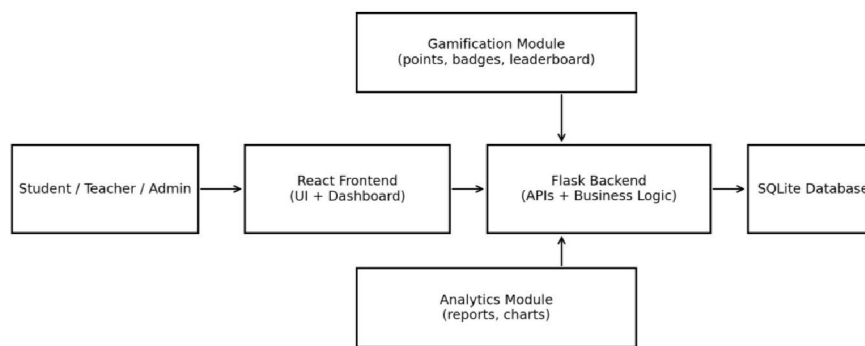 Gamification Module
(points, badges, leaderboard)
Student / Teacher / Admin
React Frontend
(UI + Dashboard)
Flask Backend
(APIs + Business Logic)
SQLite Database
Analytics Module
(reports, charts)